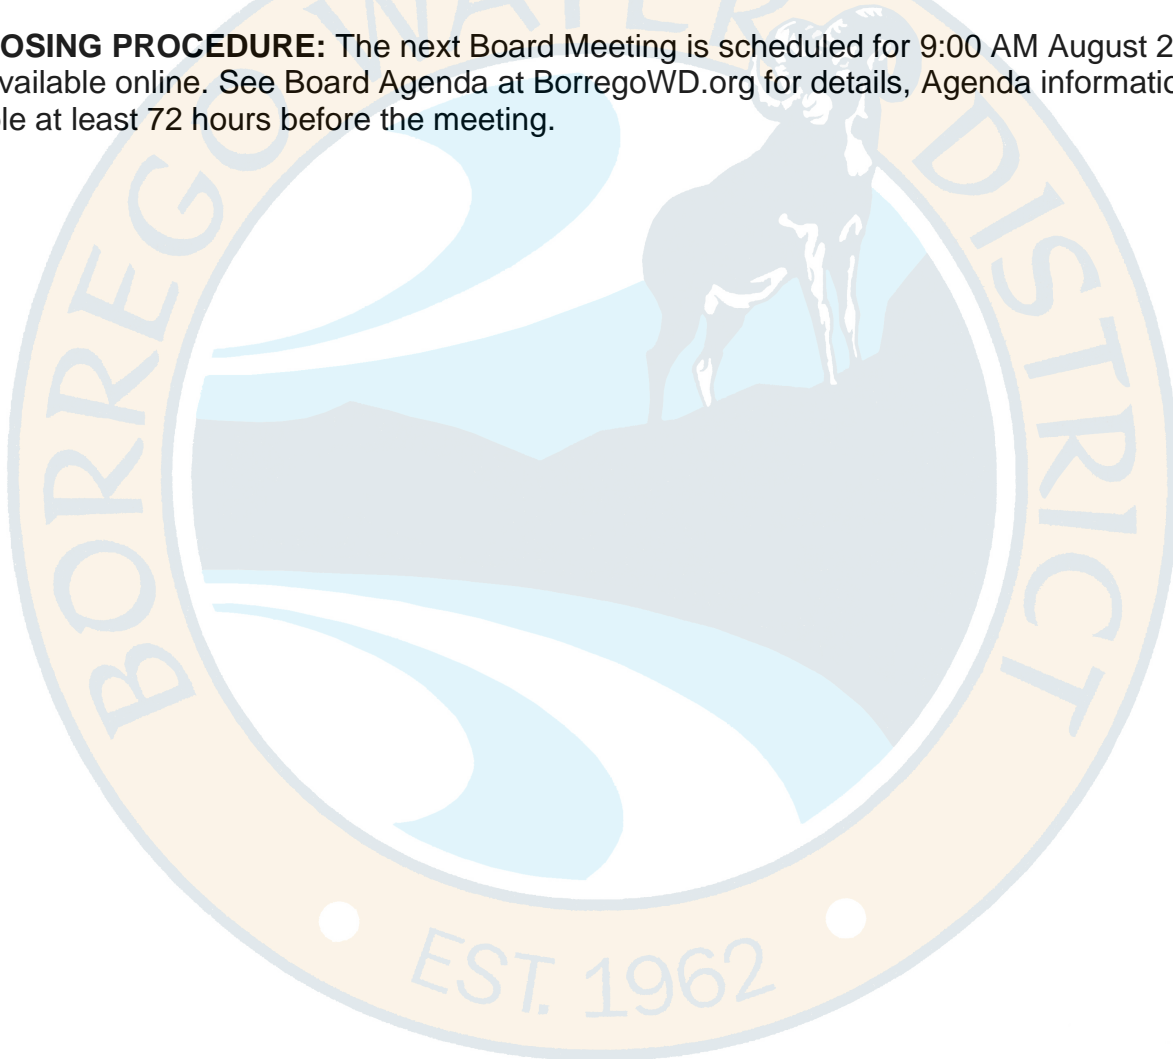 OSING PROCEDURE: The next Board Meeting is scheduled for 9:00 AM August 2
vailable online. See Board Agenda at BorregoWD.org for details, Agenda informatio
ble at least 72 hours before the meeting.
BORREGO WATER DISTRICT
EST. 1962